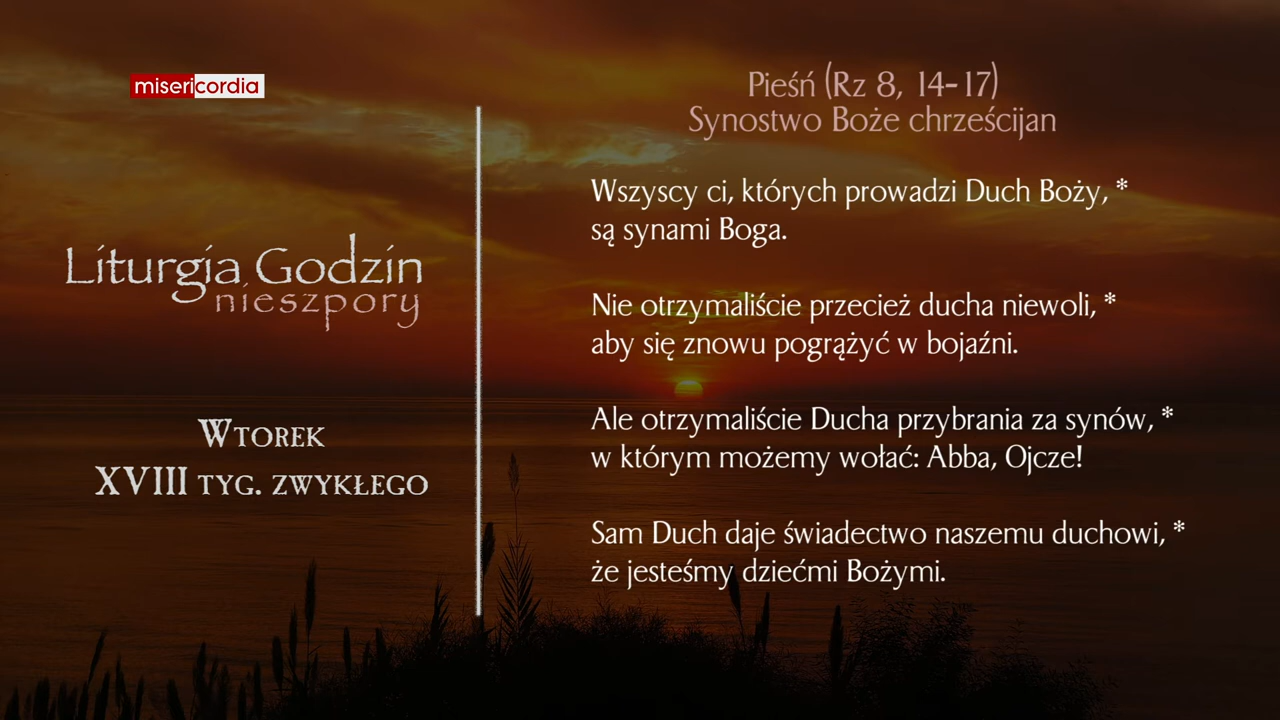 misericordia
Liturgia Godzin
nieszpory
Wtorek
XVIII tyg. zwykłego
Pieśń (Rz 8, 14-17)
Synostwo Boże chrześcijan
Wszyscy ci, których prowadzi Duch Boży, *
są synami Boga.
Nie otrzymaliście przecież ducha niewoli, *
aby się znowu pogrążyć w bojaźni.
Ale otrzymaliście Ducha przybrania za synów, *
w którym możemy wołać: Abba, Ojcze!
Sam Duch daje świadectwo naszemu duchowi, *
że jesteśmy dziećmi Bożymi.